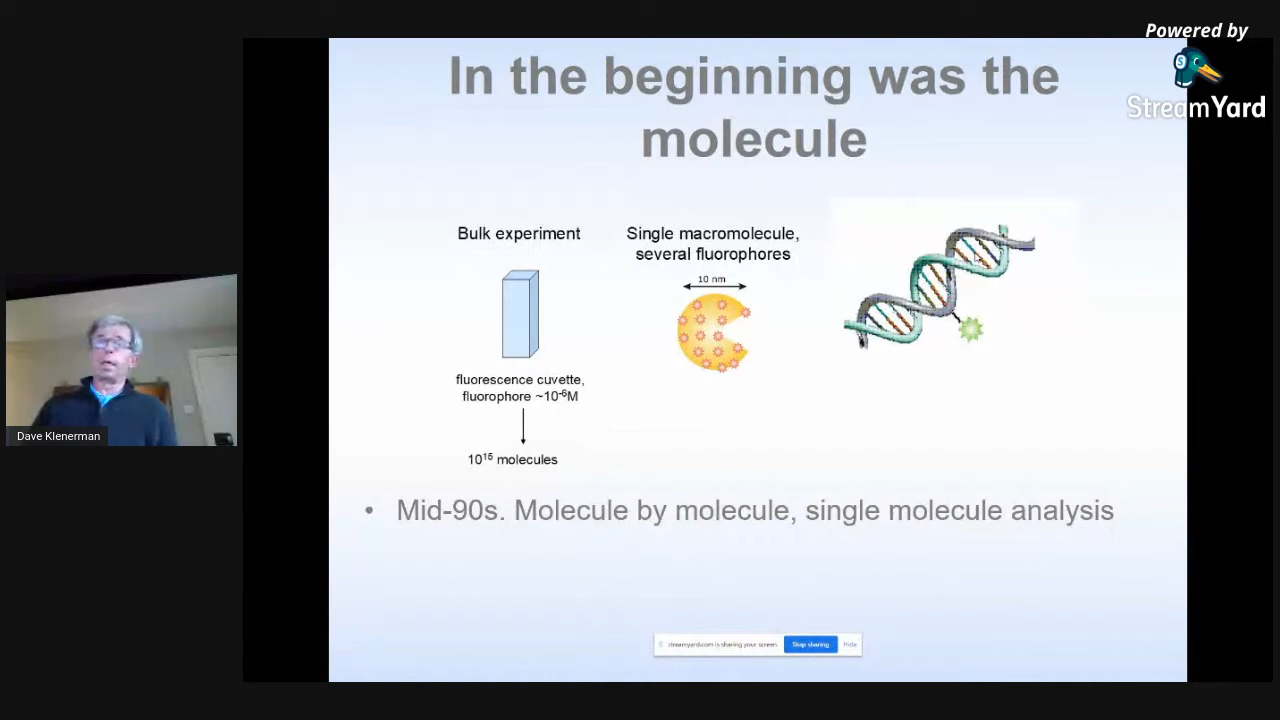 Powered by
StreamYard
In the beginning was the
molecule
Bulk experiment
Single macromolecule,
several fluorophores
10 nm
fluorescence cuvette,
fluorophore ~10⁻⁶M
10¹⁵ molecules
• Mid-90s. Molecule by molecule, single molecule analysis
Dave Klenerman
streamyard.com is sharing your screen. Stop sharing Hide